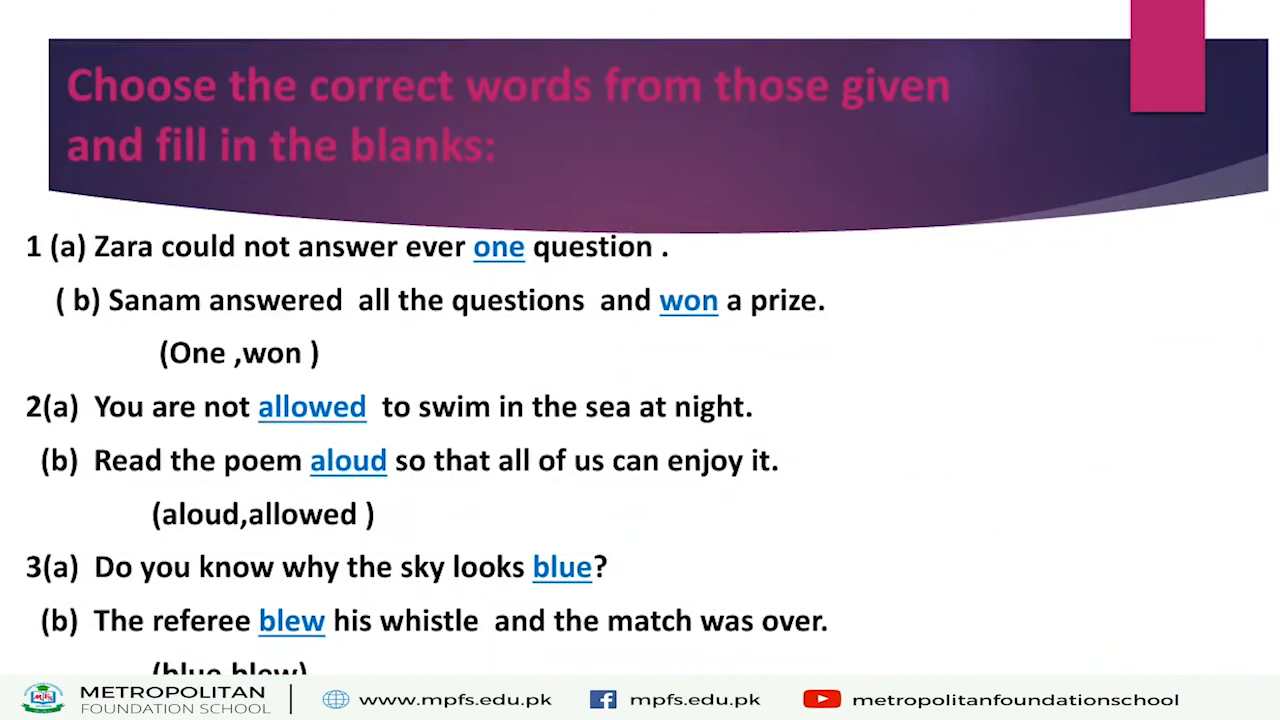 Choose the correct words from those given
and fill in the blanks:
1 (a) Zara could not answer ever one question .
( b) Sanam answered all the questions and won a prize.
(One ,won )
2(a) You are not allowed to swim in the sea at night.
(b) Read the poem aloud so that all of us can enjoy it.
(aloud,allowed )
3(a) Do you know why the sky looks blue?
(b) The referee blew his whistle and the match was over.
(blue,blew)
METROPOLITAN
FOUNDATION SCHOOL
www.mpfs.edu.pk
mpfs.edu.pk
metropolitanfoundationschool